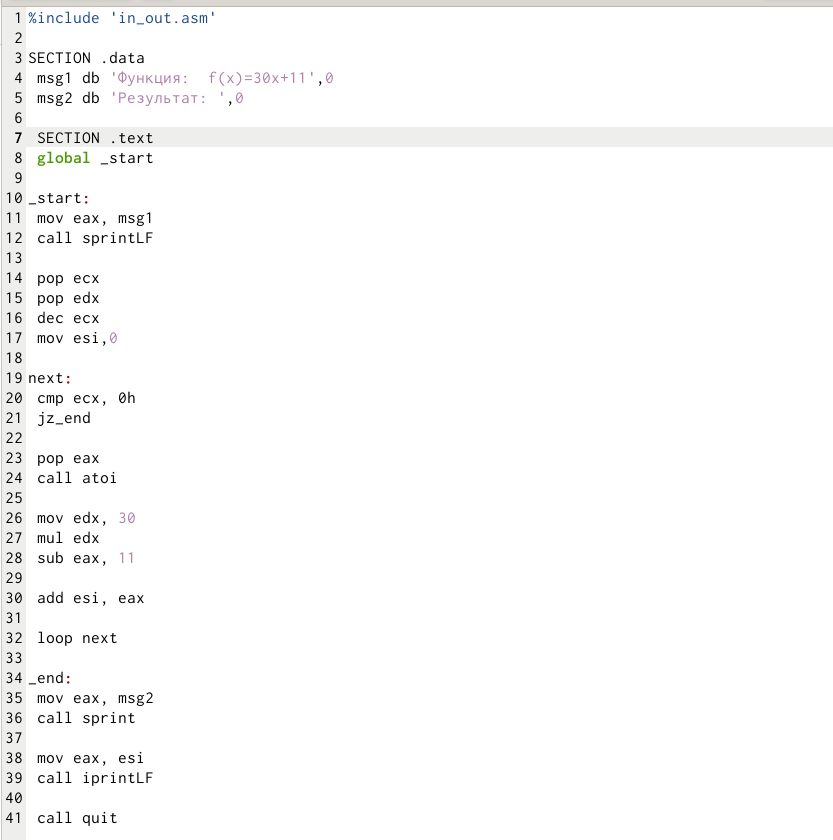 1 %include 'in_out.asm'
2
3 SECTION .data
4 msg1 db 'Функция:  f(x)=30x+11',0
5 msg2 db 'Результат: ',0
6
7 SECTION .text
8 global _start
9
10 _start:
11 mov eax, msg1
12 call sprintLF
13
14 pop ecx
15 pop edx
16 dec ecx
17 mov esi,0
18
19 next:
20 cmp ecx, 0h
21 jz_end
22
23 pop eax
24 call atoi
25
26 mov edx, 30
27 mul edx
28 sub eax, 11
29
30 add esi, eax
31
32 loop next
33
34 _end:
35 mov eax, msg2
36 call sprint
37
38 mov eax, esi
39 call iprintLF
40
41 call quit